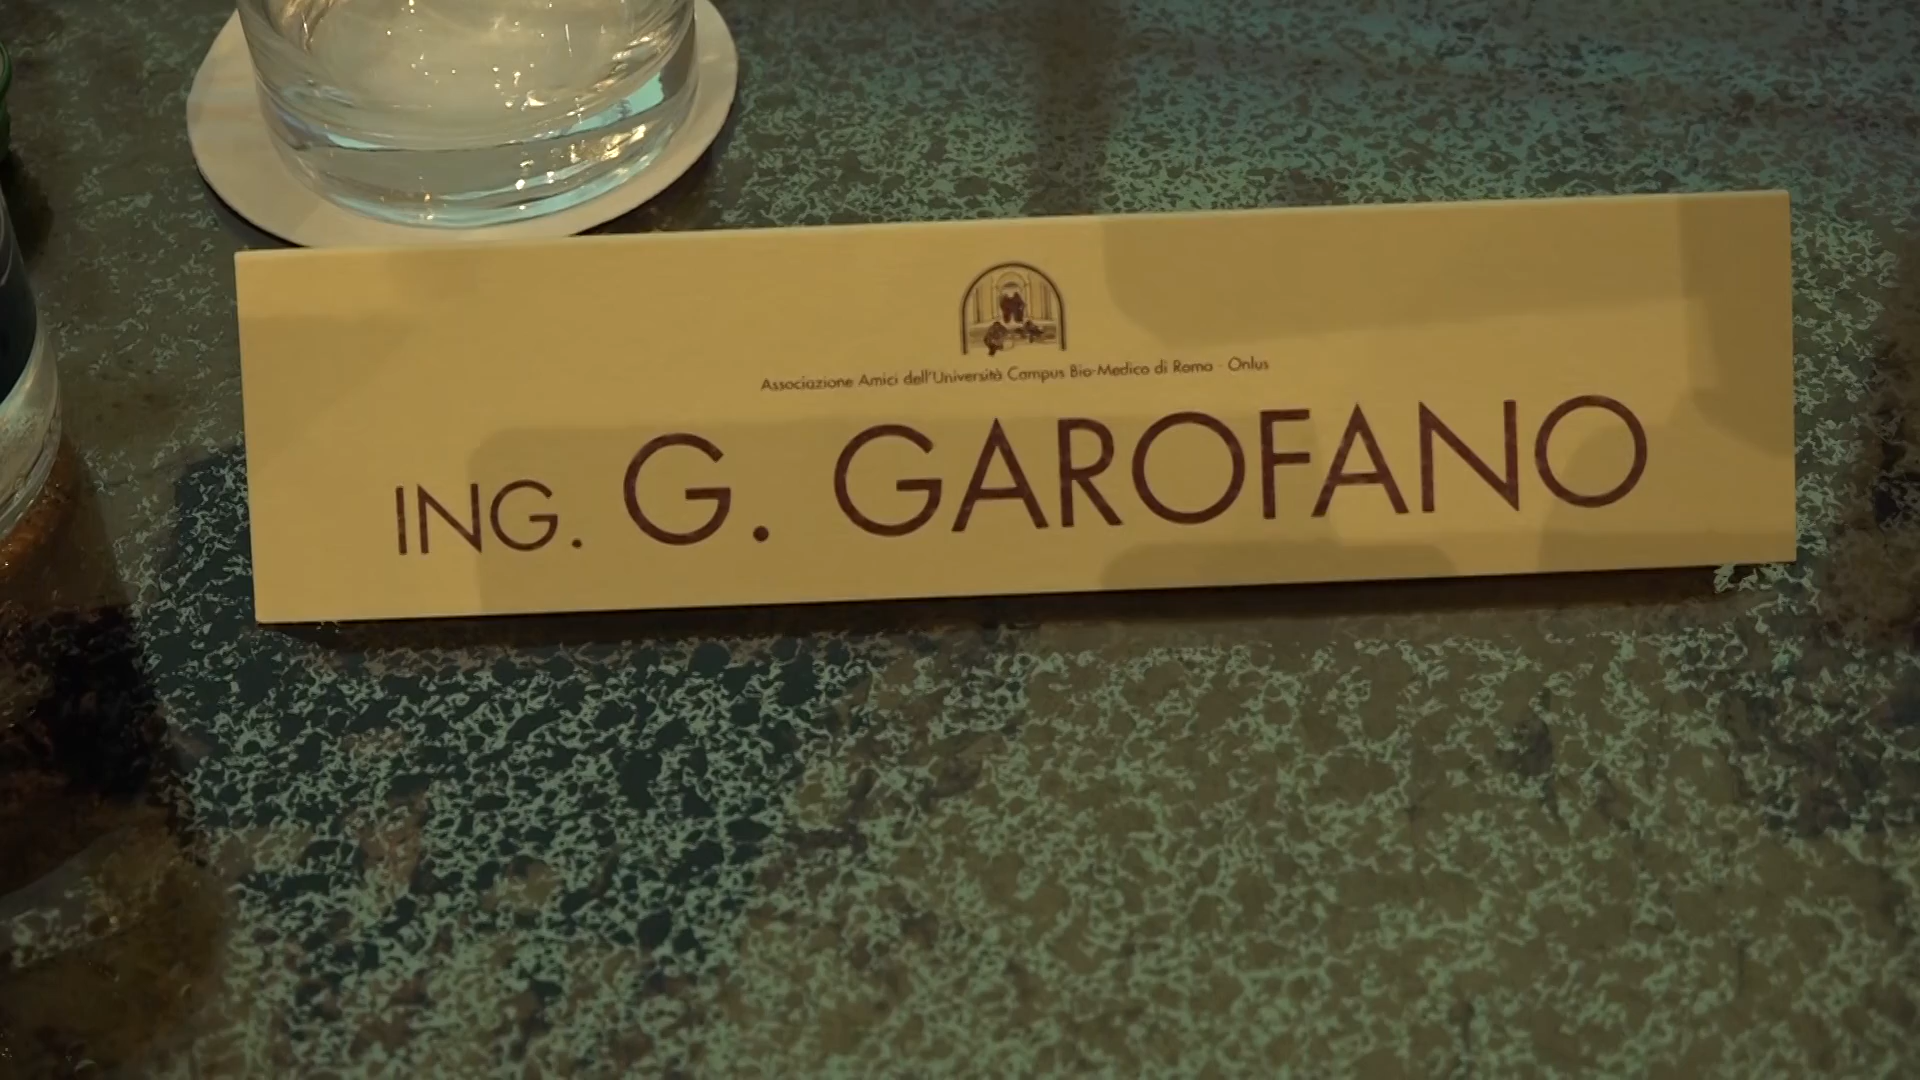 Associazione Amici dell'Università Campus Bio-Medico di Roma - Onlus
ING. G. GAROFANO